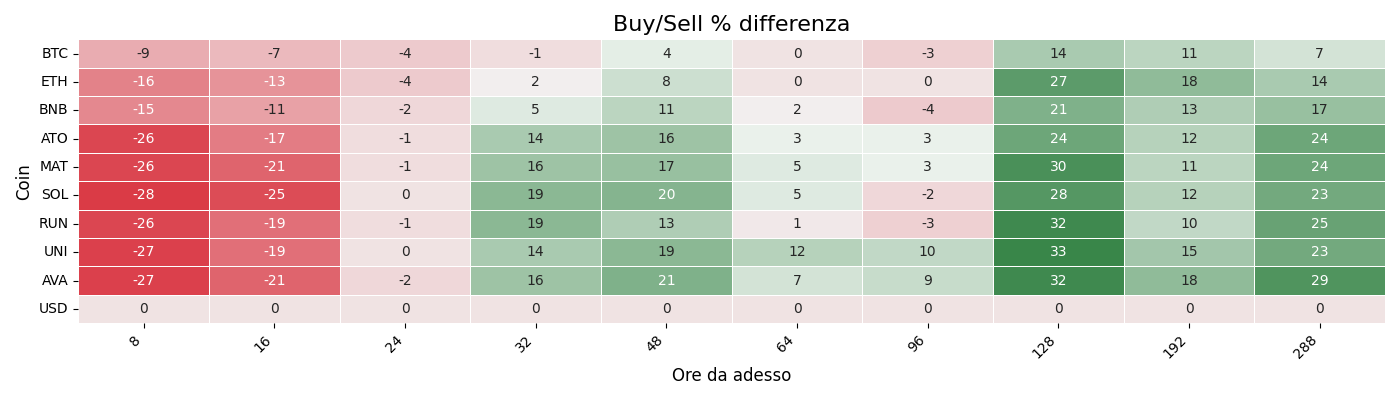 Buy/Sell % differenza
Coin
BTC -9 -7 -4 -1 4 0 -3 14 11 7
ETH -16 -13 -4 2 8 0 0 27 18 14
BNB -15 -11 -2 5 11 2 -4 21 13 17
ATO -26 -17 -1 14 16 3 3 24 12 24
MAT -26 -21 -1 16 17 5 3 30 11 24
SOL -28 -25 0 19 20 5 -2 28 12 23
RUN -26 -19 -1 19 13 1 -3 32 10 25
UNI -27 -19 0 14 19 12 10 33 15 23
AVA -27 -21 -2 16 21 7 9 32 18 29
USD 0 0 0 0 0 0 0 0 0 0
8 16 24 32 48 64 96 128 192 288
Ore da adesso